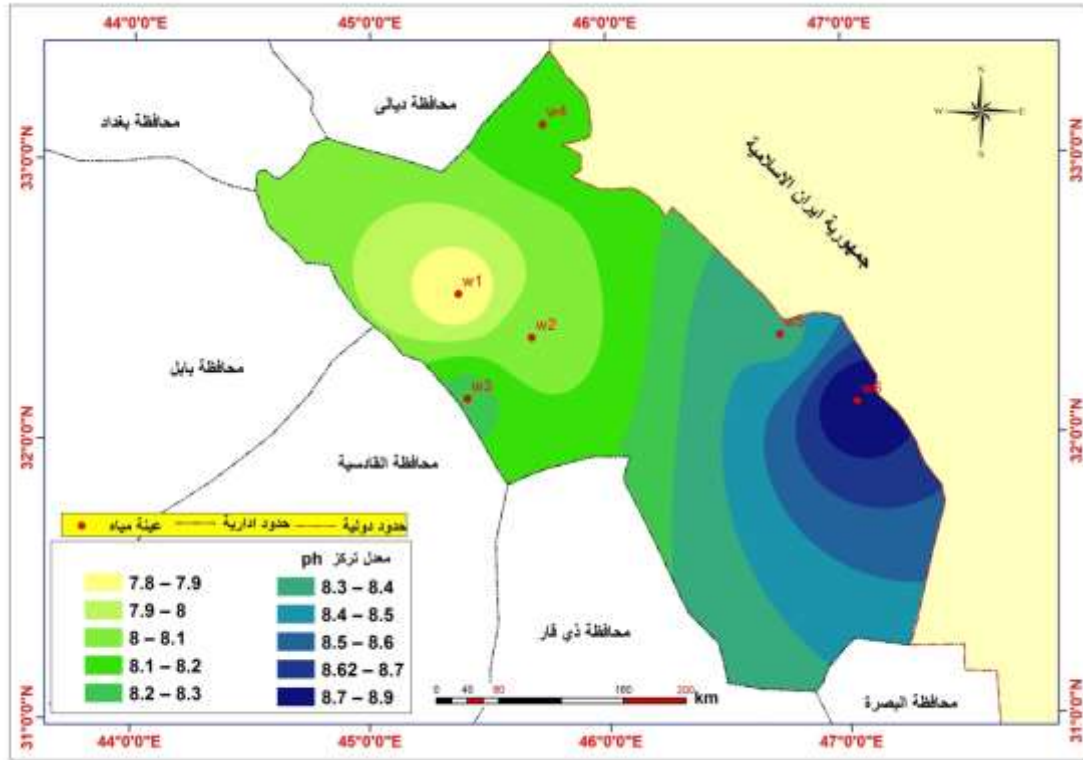 44°0'0"E 45°0'0"E 46°0'0"E 47°0'0"E
N
W E
S
محافظة ديالى
محافظة بغداد
33°0'0"N
33°0'0"N
جمهورية ايران الاسلامية
w4
w1
w2
w3
w6
محافظة بابل
32°0'0"N
32°0'0"N
محافظة القادسية
حدود دولية حدود ادارية عينة مياه
معدل تركز ph
7.8 – 7.9
7.9 – 8
8 – 8.1
8.1 – 8.2
8.2 – 8.3
8.3 – 8.4
8.4 – 8.5
8.5 – 8.6
8.62 – 8.7
8.7 – 8.9
محافظة ذي قار
محافظة البصرة
0 40 80 160 200
km
31°0'0"N
31°0'0"N
44°0'0"E 45°0'0"E 46°0'0"E 47°0'0"E